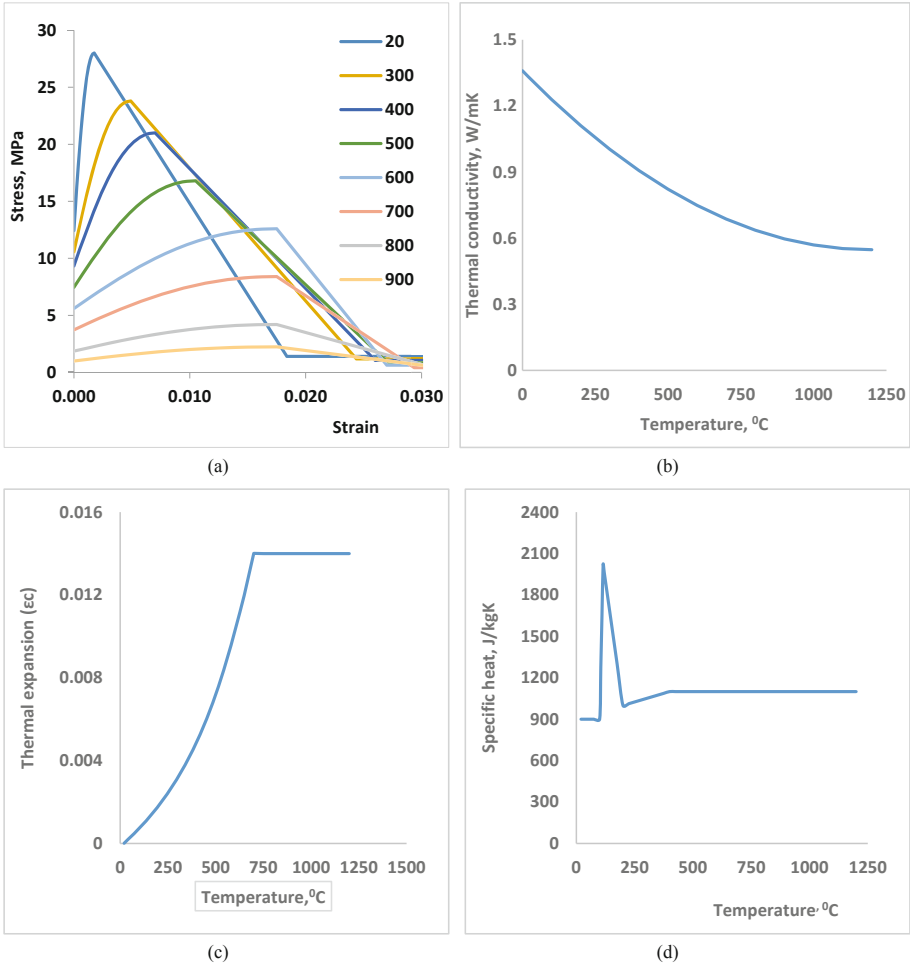 30
25
20
15
10
5
0
Stress, MPa
0.000 0.010 0.020 0.030
Strain
20
300
400
500
600
700
800
900
(a)
1.5
1.2
0.9
0.6
0.3
0
Thermal conductivity, W/mK
0 250 500 750 1000 1250
Temperature, ⁰C
(b)
0.016
0.012
0.008
0.004
0
Thermal expansion (εc)
0 250 500 750 1000 1250 1500
Temperature,⁰C
(c)
2400
2100
1800
1500
1200
900
600
300
0
Specific heat, J/kgK
0 250 500 750 1000 1250
Temperature, ⁰C
(d)